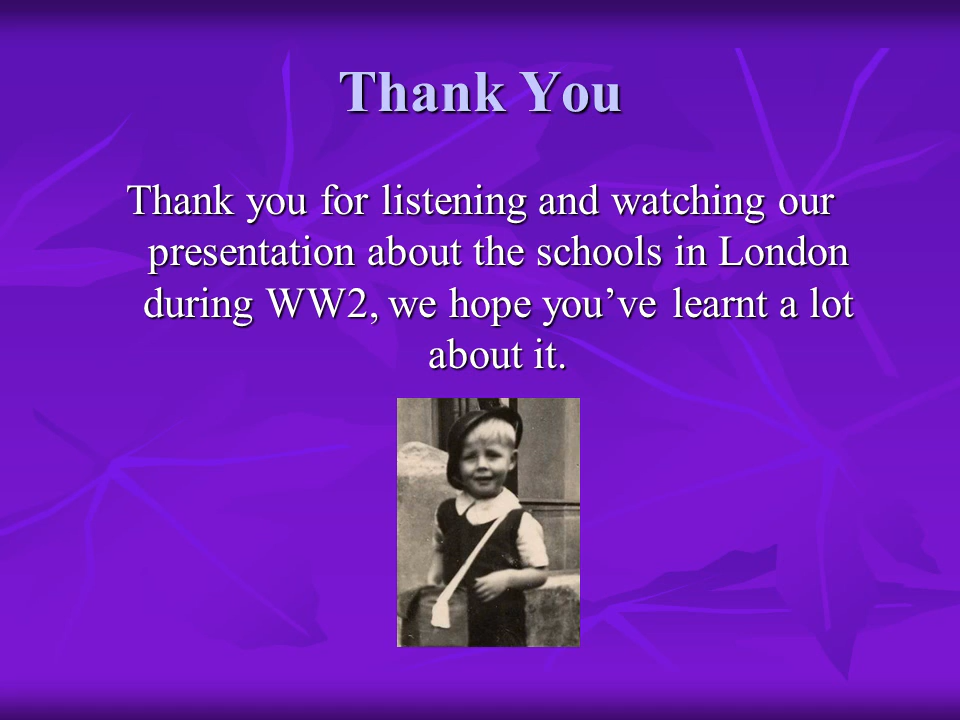 Thank You
Thank you for listening and watching our
presentation about the schools in London
during WW2, we hope you’ve learnt a lot
about it.